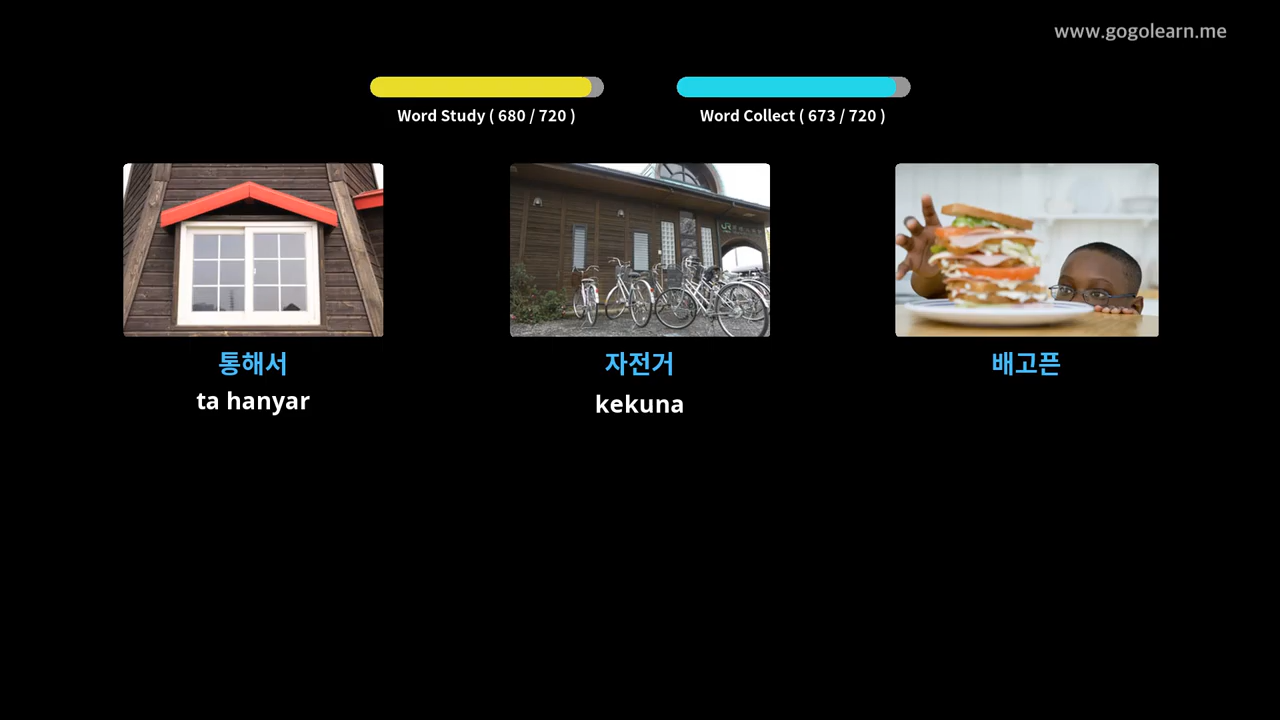 www.gogolearn.me
Word Study ( 680 / 720 )
Word Collect ( 673 / 720 )
JR
통해서
자전거
배고픈
ta hanyar
kekuna